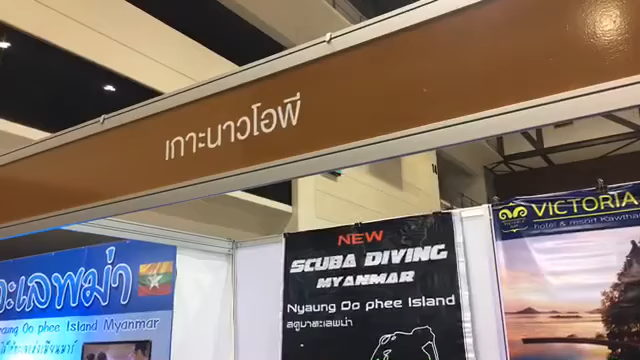 เกาะนาวโอพี
ะเลพม่า
yaung Oo phee Island Myanmar
NEW
SCUBA DIVING
MYANMAR
Nyaung Oo phee Island
สคูบาทะเลพม่า
VICTORIA
hotel & resort Kawtha